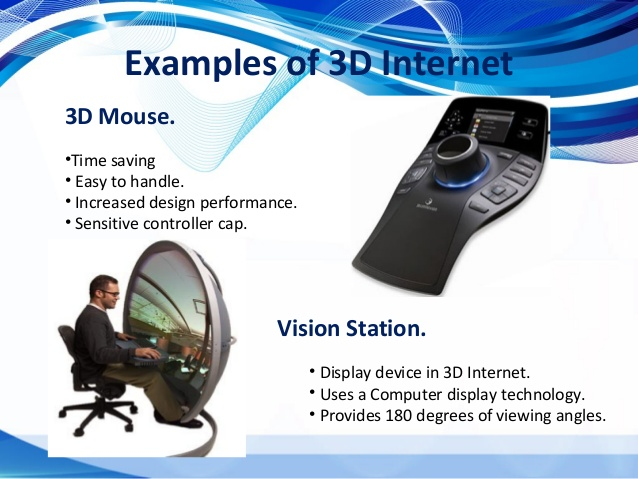 Examples of 3D Internet
3D Mouse.
•Time saving
• Easy to handle.
• Increased design performance.
• Sensitive controller cap.
Vision Station.
• Display device in 3D Internet.
• Uses a Computer display technology.
• Provides 180 degrees of viewing angles.